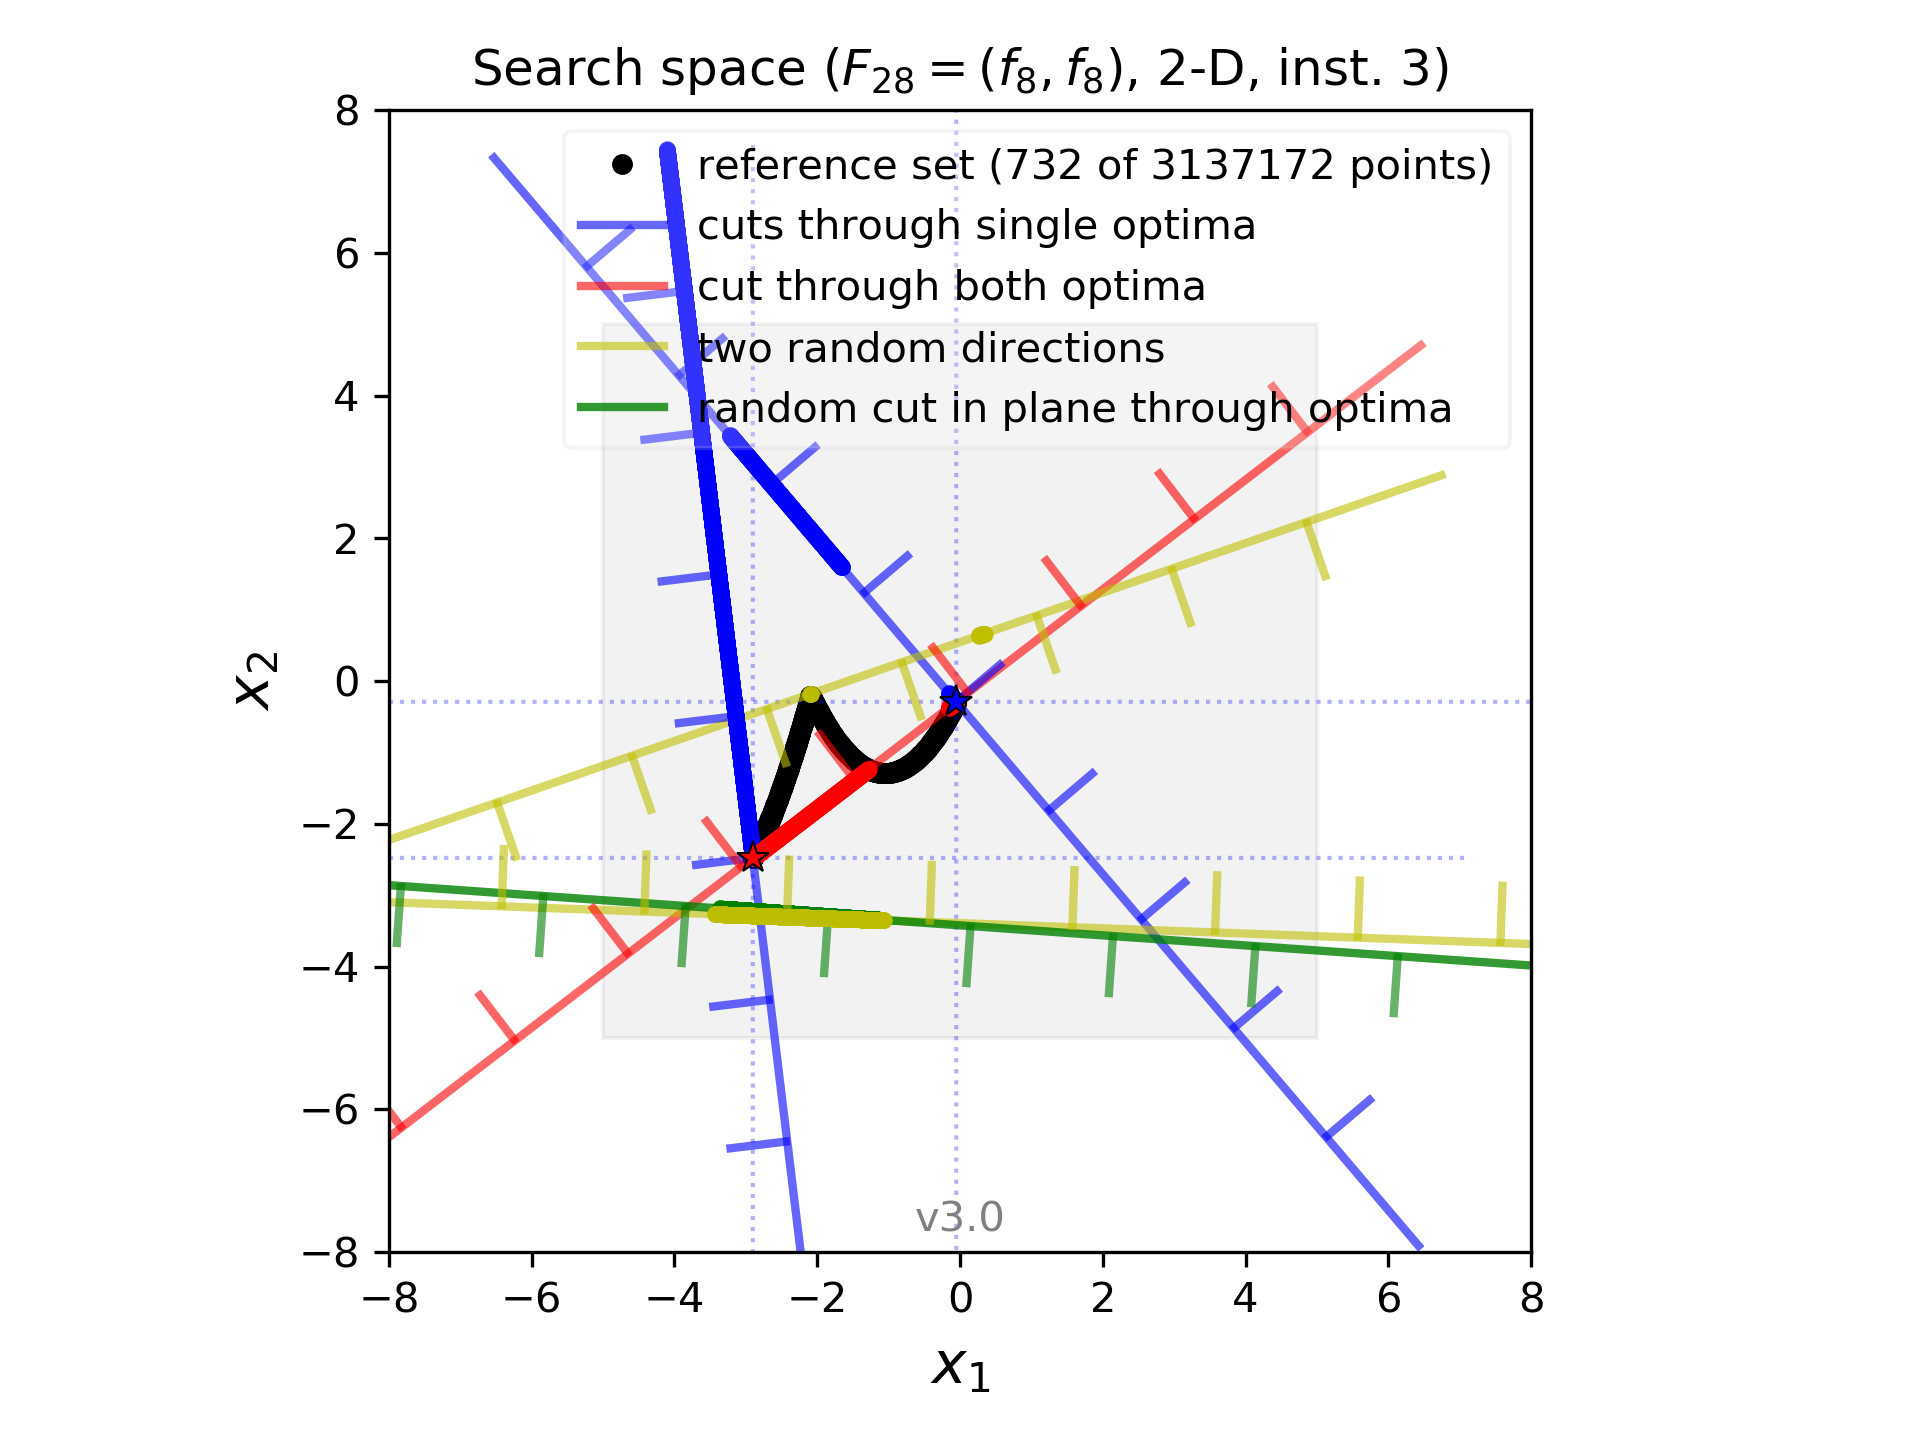 Search space (F₂₈ = (f₈, f₈), 2-D, inst. 3)
reference set (732 of 3137172 points)
cuts through single optima
cut through both optima
two random directions
random cut in plane through optima
8
6
4
2
0
−2
−4
−6
−8
x₂
v3.0
−8 −6 −4 −2 0 2 4 6 8
x₁